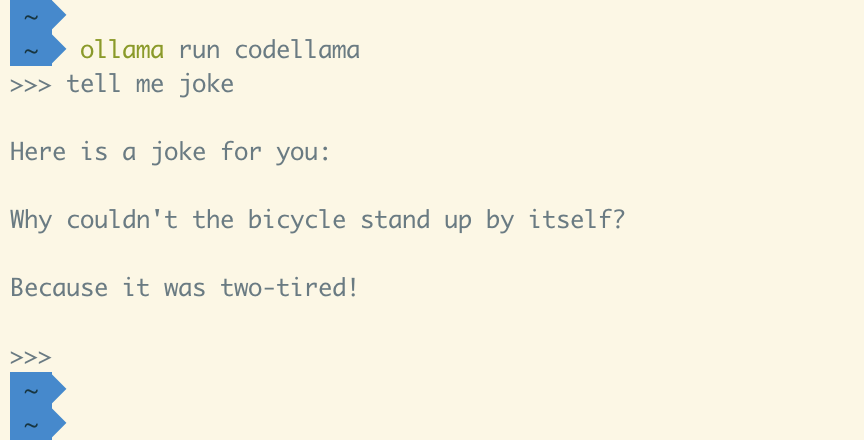 ~
~ ollama run codellama
>>> tell me joke
Here is a joke for you:
Why couldn't the bicycle stand up by itself?
Because it was two-tired!
>>>
~
~